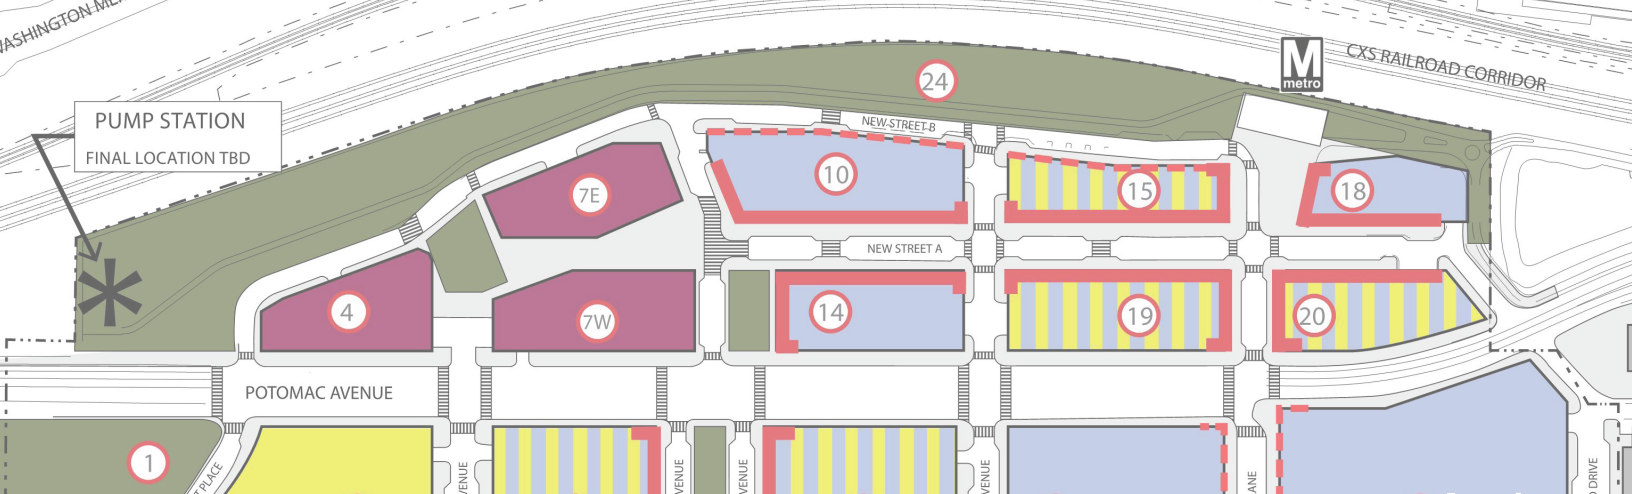 CXS RAILROAD CORRIDOR
M
metro
24
PUMP STATION
FINAL LOCATION TBD
NEW STREET B
7E
10
15
18
NEW STREET A
4
7W
14
19
20
POTOMAC AVENUE
1